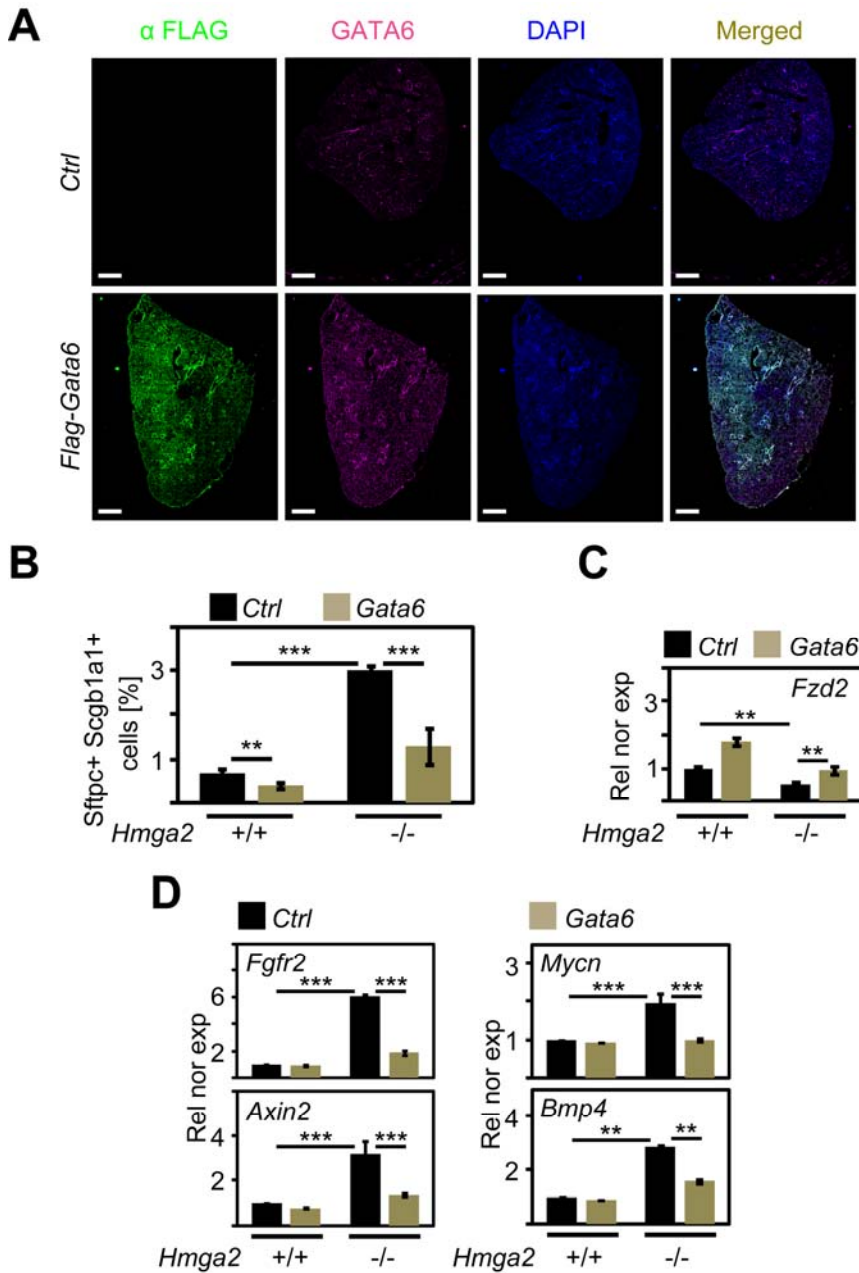 A
α FLAG GATA6 DAPI Merged
Ctrl
Flag-Gata6
B
Ctrl Gata6
Sftpc+ Scgb1a1+
cells [%]
3
1
*** ***
**
Hmga2 +/+ -/-
C
Ctrl Gata6
Fzd2
Rel nor exp
3
1
**
**
Hmga2 +/+ -/-
D
Ctrl Gata6
Fgfr2
*** ***
6
2
Rel nor exp
Axin2
*** ***
4
2
Hmga2 +/+ -/-
Mycn
3
*** ***
1
Rel nor exp
Bmp4
4
** **
2
Hmga2 +/+ -/-